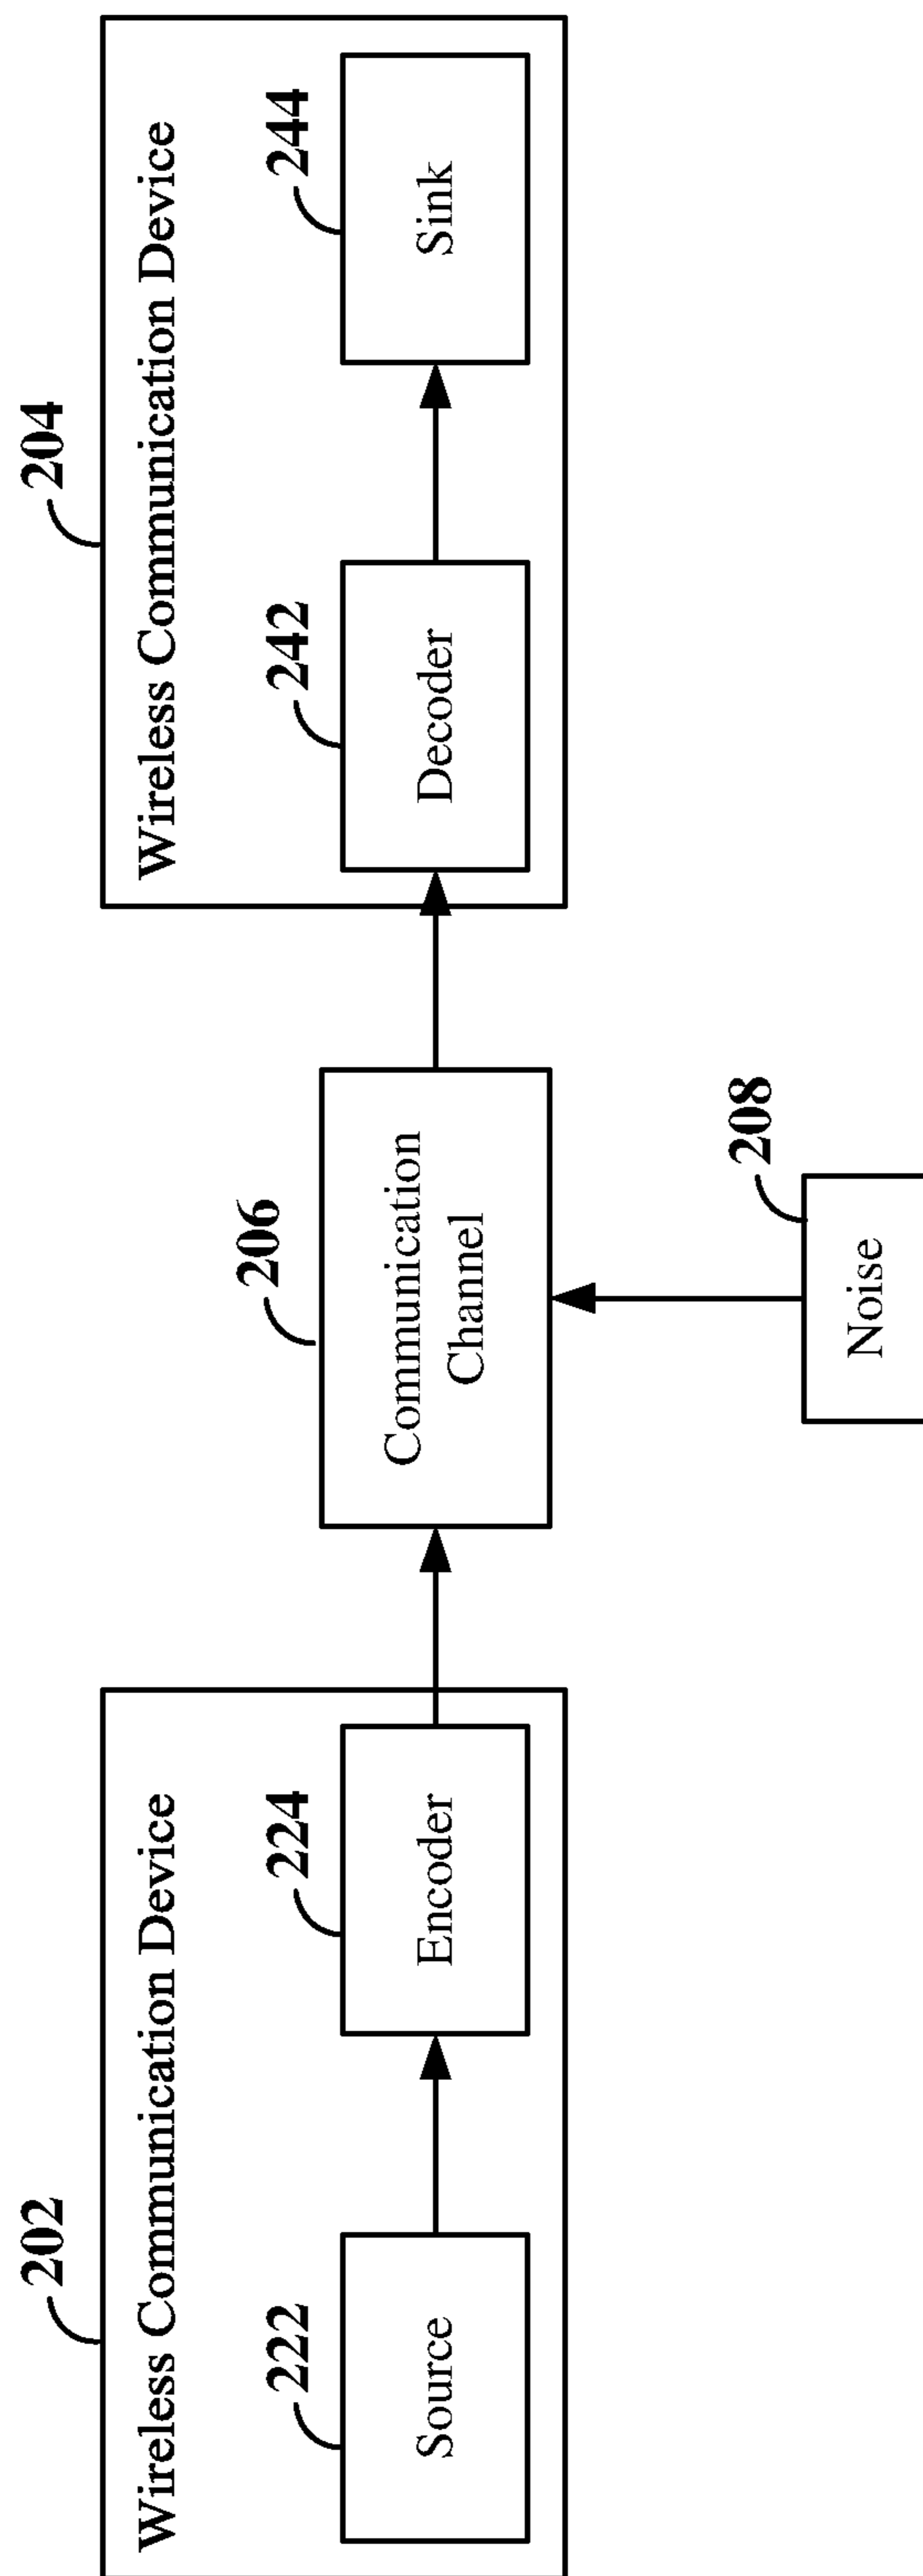 202
Wireless Communication Device
222
Source
224
Encoder
206
Communication
Channel
208
Noise
204
Wireless Communication Device
242
Decoder
244
Sink